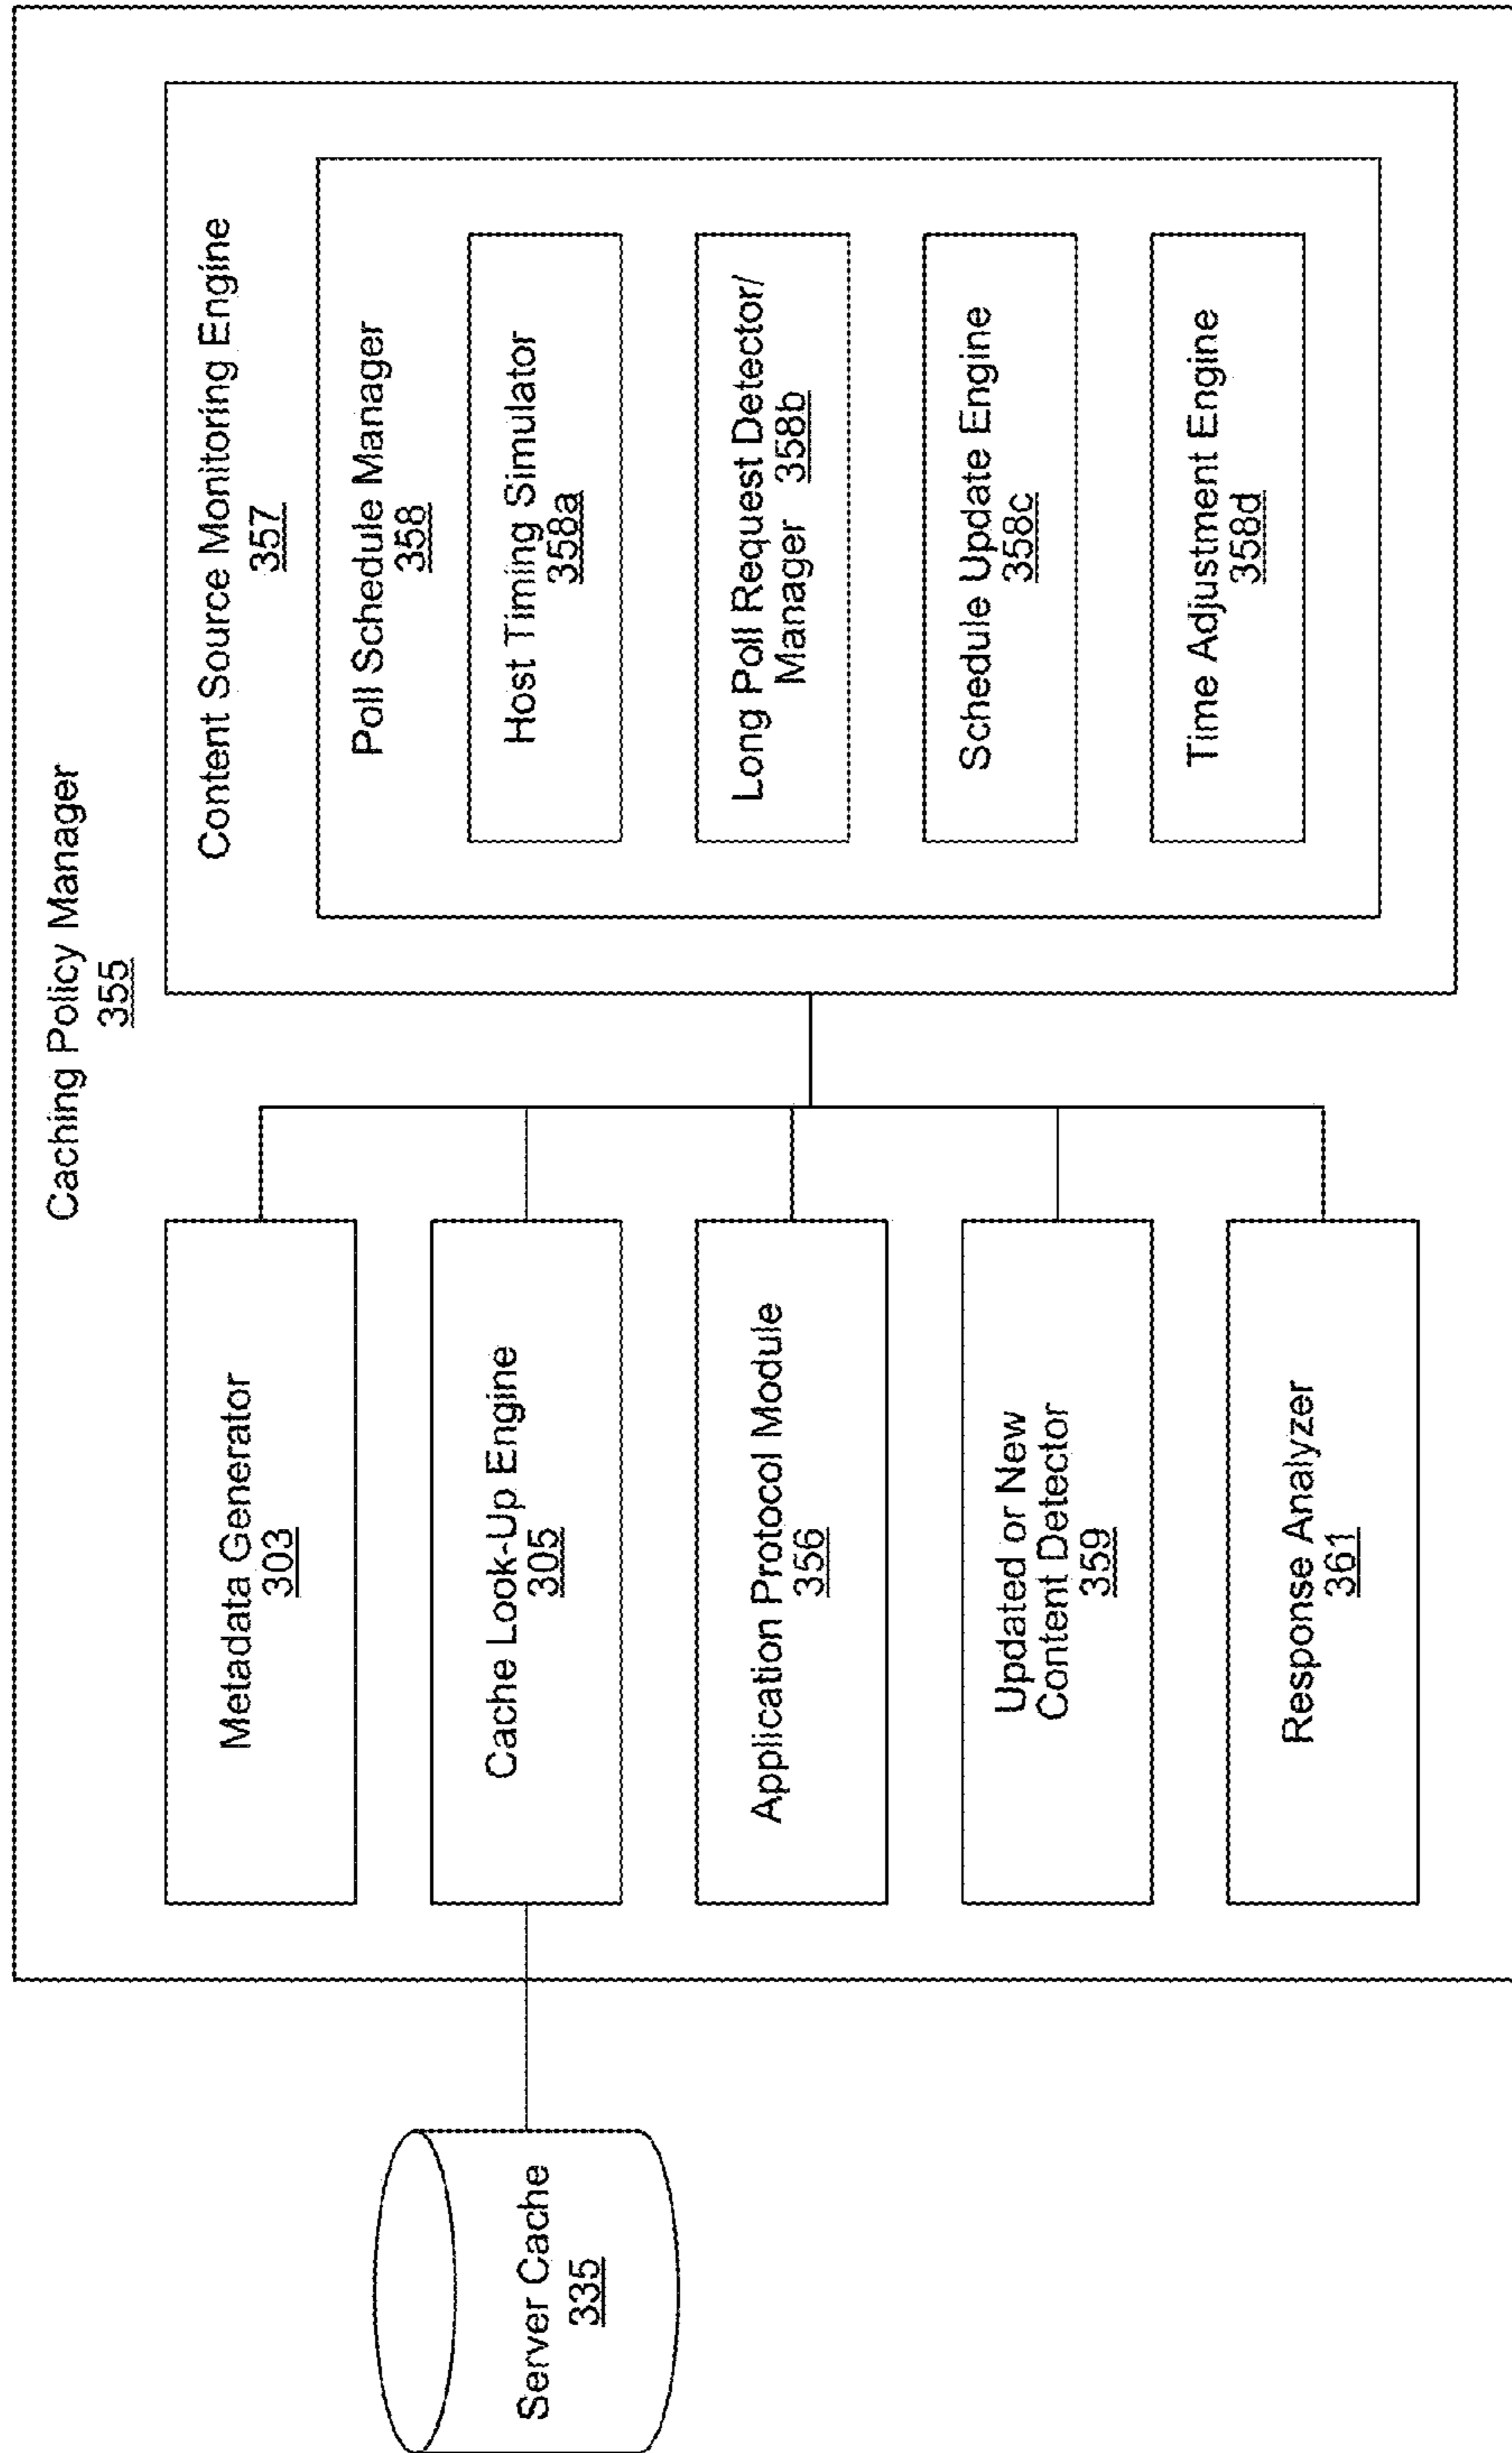 Caching Policy Manager
355
Server Cache
335
Metadata Generator
303
Cache Look-Up Engine
305
Application Protocol Module
356
Updated or New
Content Detector
359
Response Analyzer
361
Content Source Monitoring Engine
357
Poll Schedule Manager
358
Host Timing Simulator
358a
Long Poll Request Detector/
Manager 358b
Schedule Update Engine
358c
Time Adjustment Engine
358d